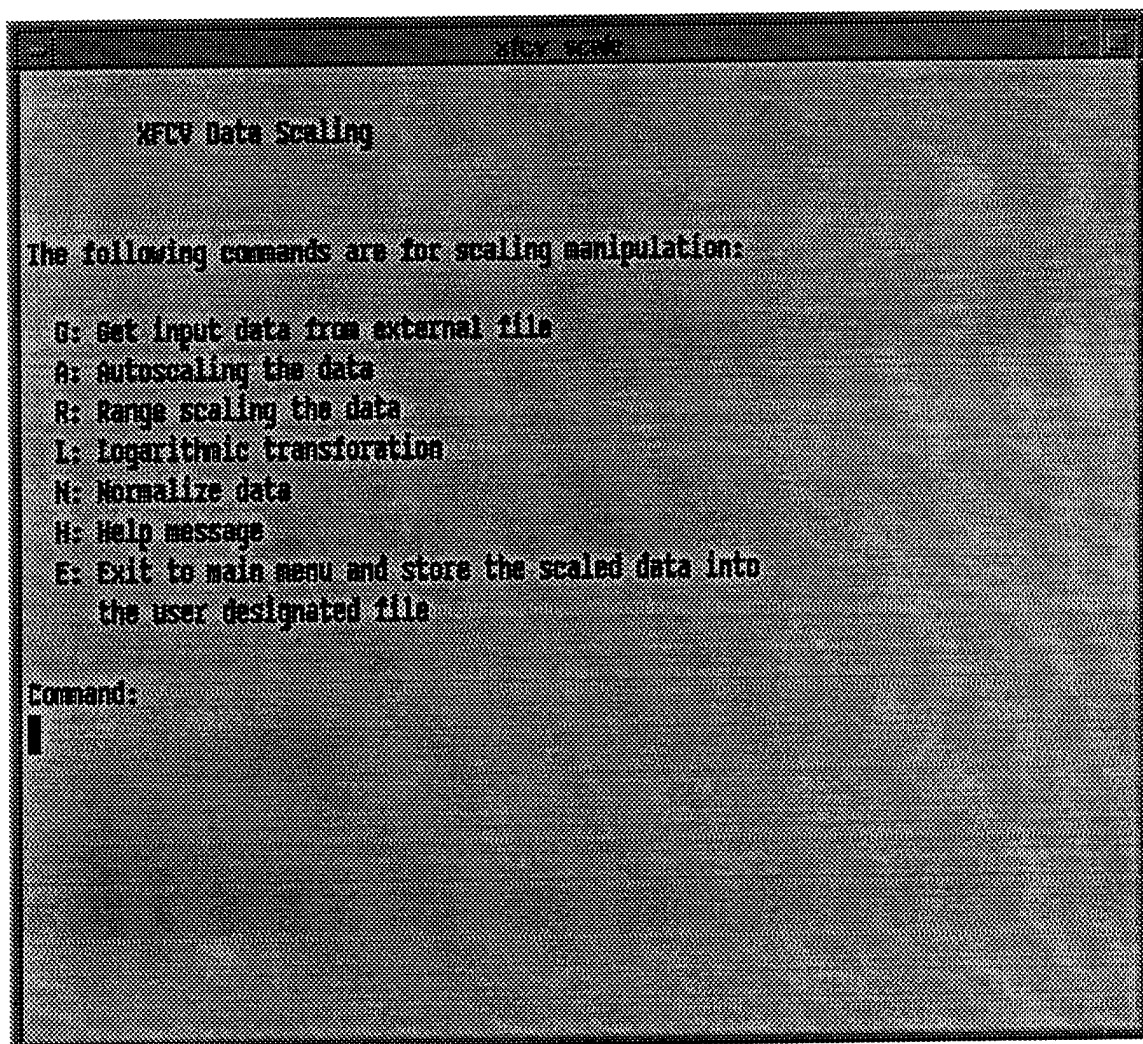 xfcv scale
XFCV Data Scaling
The following commands are for scaling manipulation:
G: Get input data from external file
A: Autoscaling the data
R: Range scaling the data
L: Logarithmic transforation
N: Normalize data
H: Help message
E: Exit to main menu and store the scaled data into
the user designated file
Command: